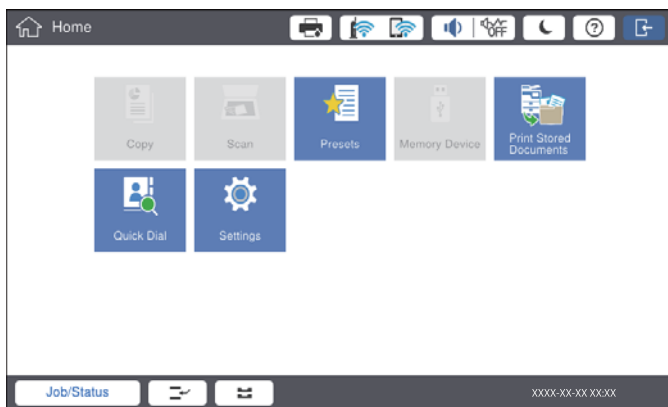 Home
OFF
Copy
Scan
Presets
Memory Device
Print Stored
Documents
Quick Dial
Settings
Job/Status
XXXX-XX-XX XX:XX